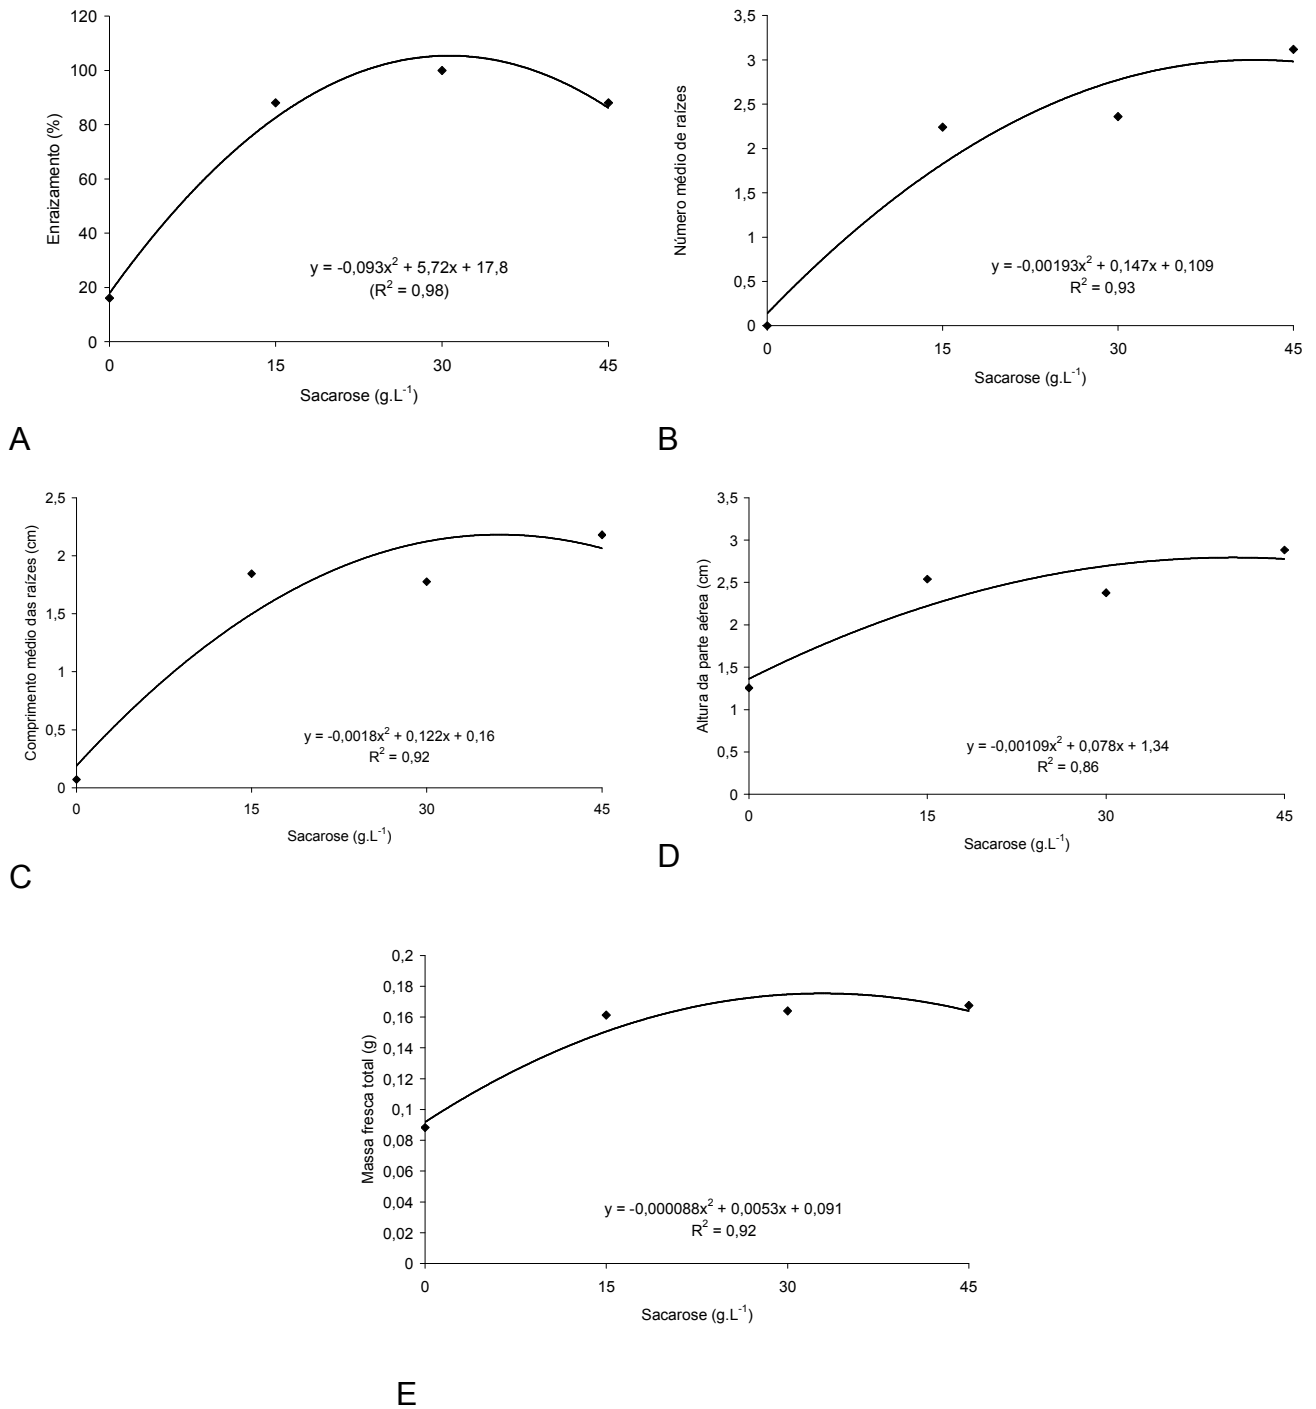 120
100
80
60
40
20
0
Enraizamento (%)
y = -0,093x² + 5,72x + 17,8
(R² = 0,98)
0 15 30 45
Sacarose (g.L⁻¹)
A
3,5
3
2,5
2
1,5
1
0,5
0
Número médio de raízes
y = -0,00193x² + 0,147x + 0,109
R² = 0,93
0 15 30 45
Sacarose (g.L⁻¹)
B
2,5
2
1,5
1
0,5
0
Comprimento médio das raízes (cm)
y = -0,0018x² + 0,122x + 0,16
R² = 0,92
0 15 30 45
Sacarose (g.L⁻¹)
C
3,5
3
2,5
2
1,5
1
0,5
0
Altura da parte aérea (cm)
y = -0,00109x² + 0,078x + 1,34
R² = 0,86
0 15 30 45
Sacarose (g.L⁻¹)
D
0,2
0,18
0,16
0,14
0,12
0,1
0,08
0,06
0,04
0,02
0
Massa fresca total (g)
y = -0,000088x² + 0,0053x + 0,091
R² = 0,92
0 15 30 45
Sacarose (g.L⁻¹)
E